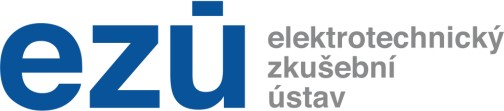 ezú
elektrotechnický
zkušební
ústav